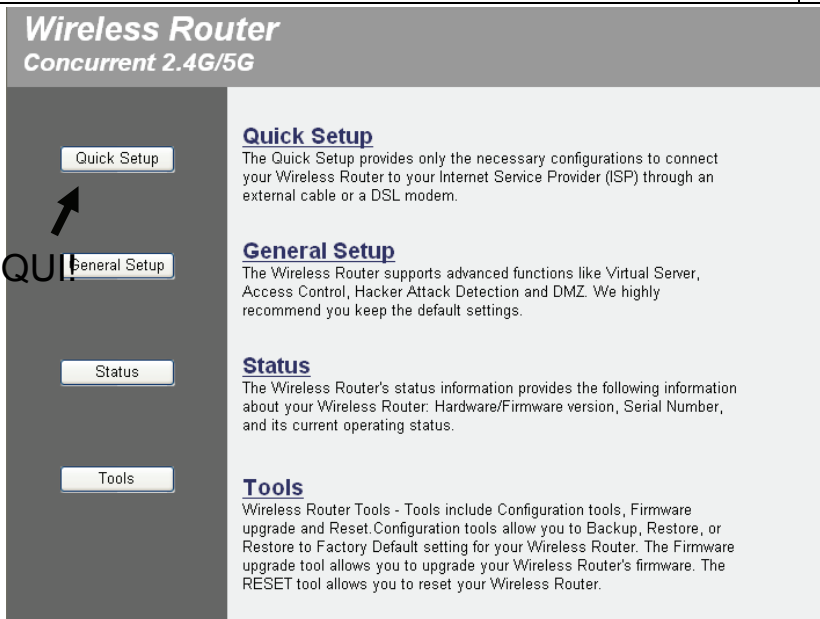 Wireless Router
Concurrent 2.4G/5G
Quick Setup
Quick Setup
The Quick Setup provides only the necessary configurations to connect
your Wireless Router to your Internet Service Provider (ISP) through an
external cable or a DSL modem.
QUI!
General Setup
General Setup
The Wireless Router supports advanced functions like Virtual Server,
Access Control, Hacker Attack Detection and DMZ. We highly
recommend you keep the default settings.
Status
Status
The Wireless Router's status information provides the following information
about your Wireless Router: Hardware/Firmware version, Serial Number,
and its current operating status.
Tools
Tools
Wireless Router Tools - Tools include Configuration tools, Firmware
upgrade and Reset.Configuration tools allow you to Backup, Restore, or
Restore to Factory Default setting for your Wireless Router. The Firmware
upgrade tool allows you to upgrade your Wireless Router's firmware. The
RESET tool allows you to reset your Wireless Router.